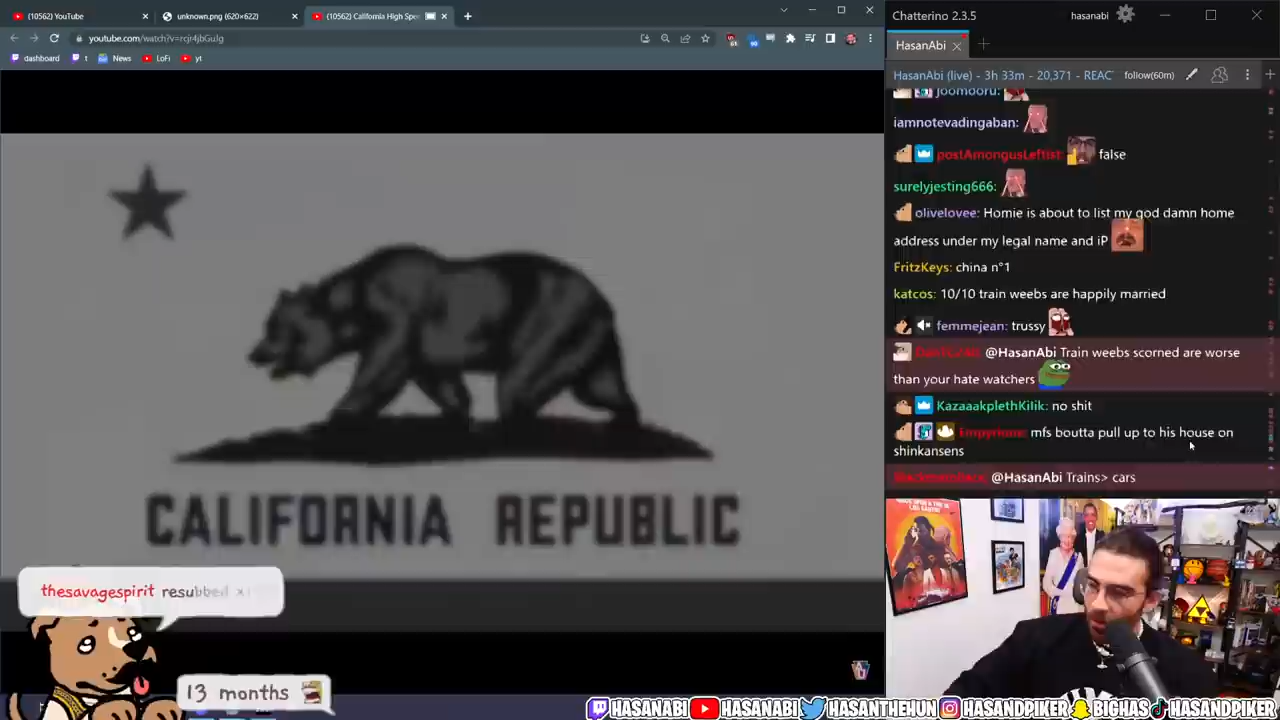 (10562) YouTube
unknown.png (620×622)
(10562) California High Spe
youtube.com/watch?v=rcjr4jbGuJg
dashboard
t
News
LoFi
yt
CALIFORNIA REPUBLIC
thesavagespirit resubbed x
13 months
Chatterino 2.3.5
hasanabi
HasanAbi
HasanAbi (live) - 3h 33m - 20,371 - REAC
follow(60m)
joomooru:
iamnotevadingaban:
postAmongusLeftist: false
surelyjesting666:
olivelovee: Homie is about to list my god damn home
address under my legal name and iP
FritzKeys: china n°1
katcos: 10/10 train weebs are happily married
femmejean: trussy
@HasanAbi Train weebs scorned are worse
than your hate watchers
KazaaakplethKilik: no shit
mfs boutta pull up to his house on
shinkansens
@HasanAbi Trains> cars
HASANABI HASANABI HASANTHEHUN HASANDPIKER BIGHAS HASANDPIKER